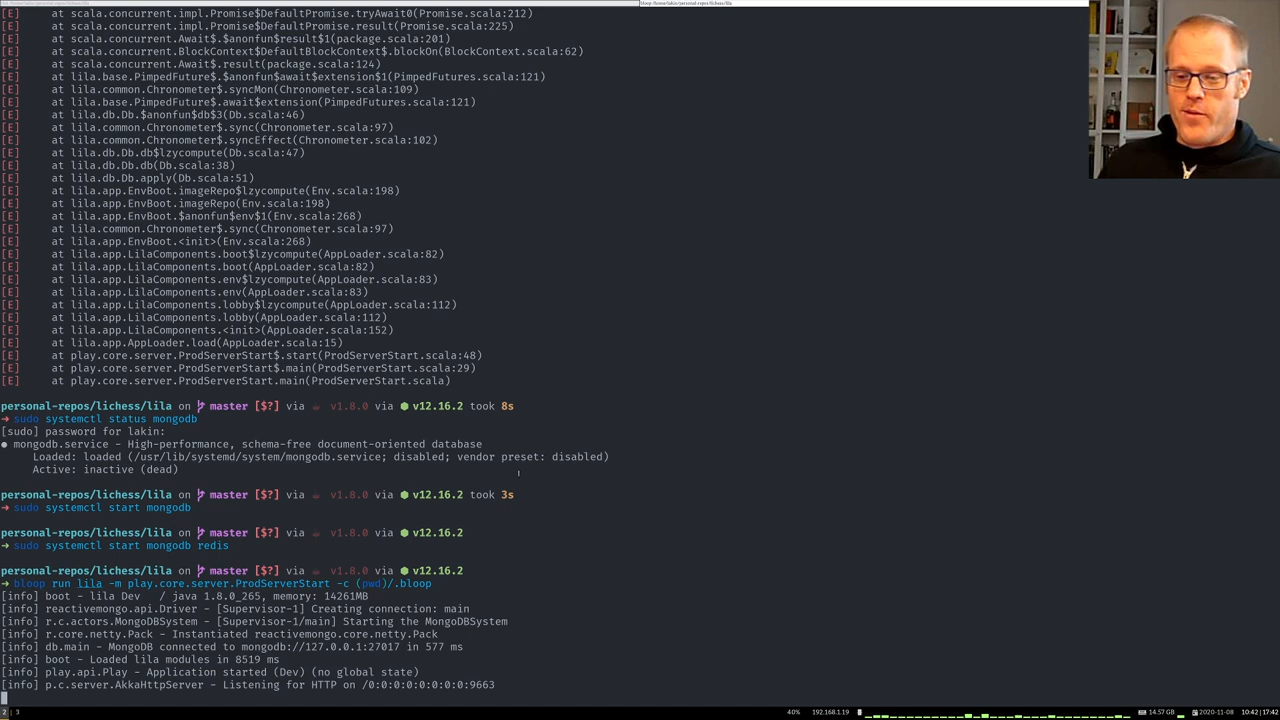 [E]     at scala.concurrent.impl.Promise$DefaultPromise.tryAwait0(Promise.scala:212)
[E]     at scala.concurrent.impl.Promise$DefaultPromise.result(Promise.scala:225)
[E]     at scala.concurrent.Await$.$anonfun$result$1(package.scala:201)
[E]     at scala.concurrent.BlockContext$DefaultBlockContext$.blockOn(BlockContext.scala:62)
[E]     at scala.concurrent.Await$.result(package.scala:124)
[E]     at lila.base.PimpedFuture$.anonfun$await$extension$1(PimpedFutures.scala:121)
[E]     at lila.common.Chronometer$.syncMon(Chronometer.scala:109)
[E]     at lila.base.PimpedFuture$.await$extension(PimpedFutures.scala:121)
[E]     at lila.db.Db.$anonfun$db$3(Db.scala:46)
[E]     at lila.common.Chronometer$.sync(Chronometer.scala:97)
[E]     at lila.common.Chronometer$.syncEffect(Chronometer.scala:102)
[E]     at lila.db.Db.db$lzycompute(Db.scala:47)
[E]     at lila.db.Db.db(Db.scala:38)
[E]     at lila.db.Db.apply(Db.scala:51)
[E]     at lila.app.EnvBoot.imageRepo$lzycompute(Env.scala:198)
[E]     at lila.app.EnvBoot.imageRepo(Env.scala:198)
[E]     at lila.app.EnvBoot.$anonfun$env$1(Env.scala:268)
[E]     at lila.common.Chronometer$.sync(Chronometer.scala:97)
[E]     at lila.app.EnvBoot.<init>(Env.scala:268)
[E]     at lila.app.LilaComponents.boot$lzycompute(AppLoader.scala:82)
[E]     at lila.app.LilaComponents.boot(AppLoader.scala:82)
[E]     at lila.app.LilaComponents.env$lzycompute(AppLoader.scala:83)
[E]     at lila.app.LilaComponents.env(AppLoader.scala:83)
[E]     at lila.app.LilaComponents.lobby$lzycompute(AppLoader.scala:112)
[E]     at lila.app.LilaComponents.lobby(AppLoader.scala:112)
[E]     at lila.app.LilaComponents.<init>(AppLoader.scala:152)
[E]     at lila.app.AppLoader.load(AppLoader.scala:15)
[E]     at play.core.server.ProdServerStart$.start(ProdServerStart.scala:48)
[E]     at play.core.server.ProdServerStart$.main(ProdServerStart.scala:29)
[E]     at play.core.server.ProdServerStart.main(ProdServerStart.scala)
personal-repos/lichess/lila on master [$?] via v1.8.0 via v12.16.2 took 8s
→ sudo systemctl status mongodb
[sudo] password for lakin:
● mongodb.service - High-performance, schema-free document-oriented database
     Loaded: loaded (/usr/lib/systemd/system/mongodb.service; disabled; vendor preset: disabled)
     Active: inactive (dead)
personal-repos/lichess/lila on master [$?] via v1.8.0 via v12.16.2 took 3s
→ sudo systemctl start mongodb
personal-repos/lichess/lila on master [$?] via v1.8.0 via v12.16.2
→ sudo systemctl start mongodb redis
personal-repos/lichess/lila on master [$?] via v1.8.0 via v12.16.2
→ bloop run lila -m play.core.server.ProdServerStart -c (pwd)/.bloop
[info] boot - lila Dev   / java 1.8.0_265, memory: 14261MB
[info] reactivemongo.api.Driver - [Supervisor-1] Creating connection: main
[info] r.c.actors.MongoDBSystem - [Supervisor-1/main] Starting the MongoDBSystem
[info] r.core.netty.Pack - Instantiated reactivemongo.core.netty.Pack
[info] db.main - MongoDB connected to mongodb://127.0.0.1:27017 in 577 ms
[info] boot - Loaded lila modules in 8519 ms
[info] play.api.Play - Application started (Dev) (no global state)
[info] p.c.server.AkkaHttpServer - Listening for HTTP on /0:0:0:0:0:0:0:0:9663
2 | 3 40% 192.168.1.19 14.57 GB 2020-11-08 10:42 | 17:42